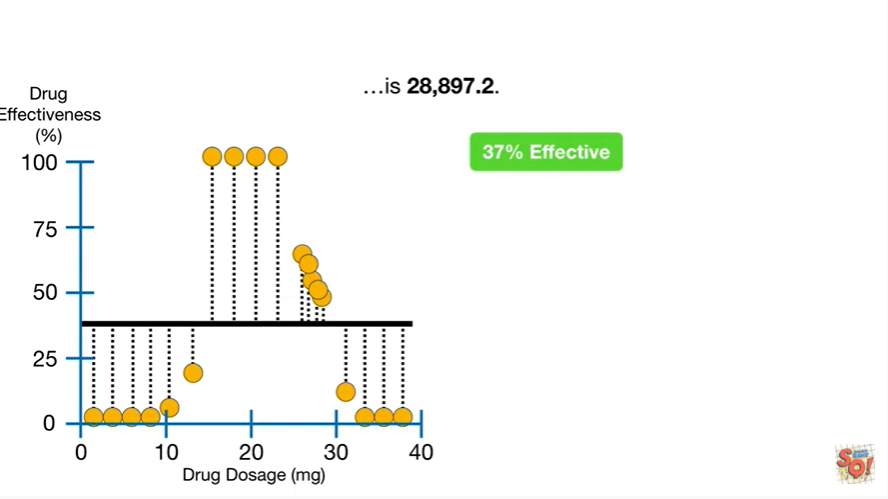 …is 28,897.2.
Drug
Effectiveness
(%)
37% Effective
100
75
50
25
0
0 10 20 30 40
Drug Dosage (mg)
SQ!